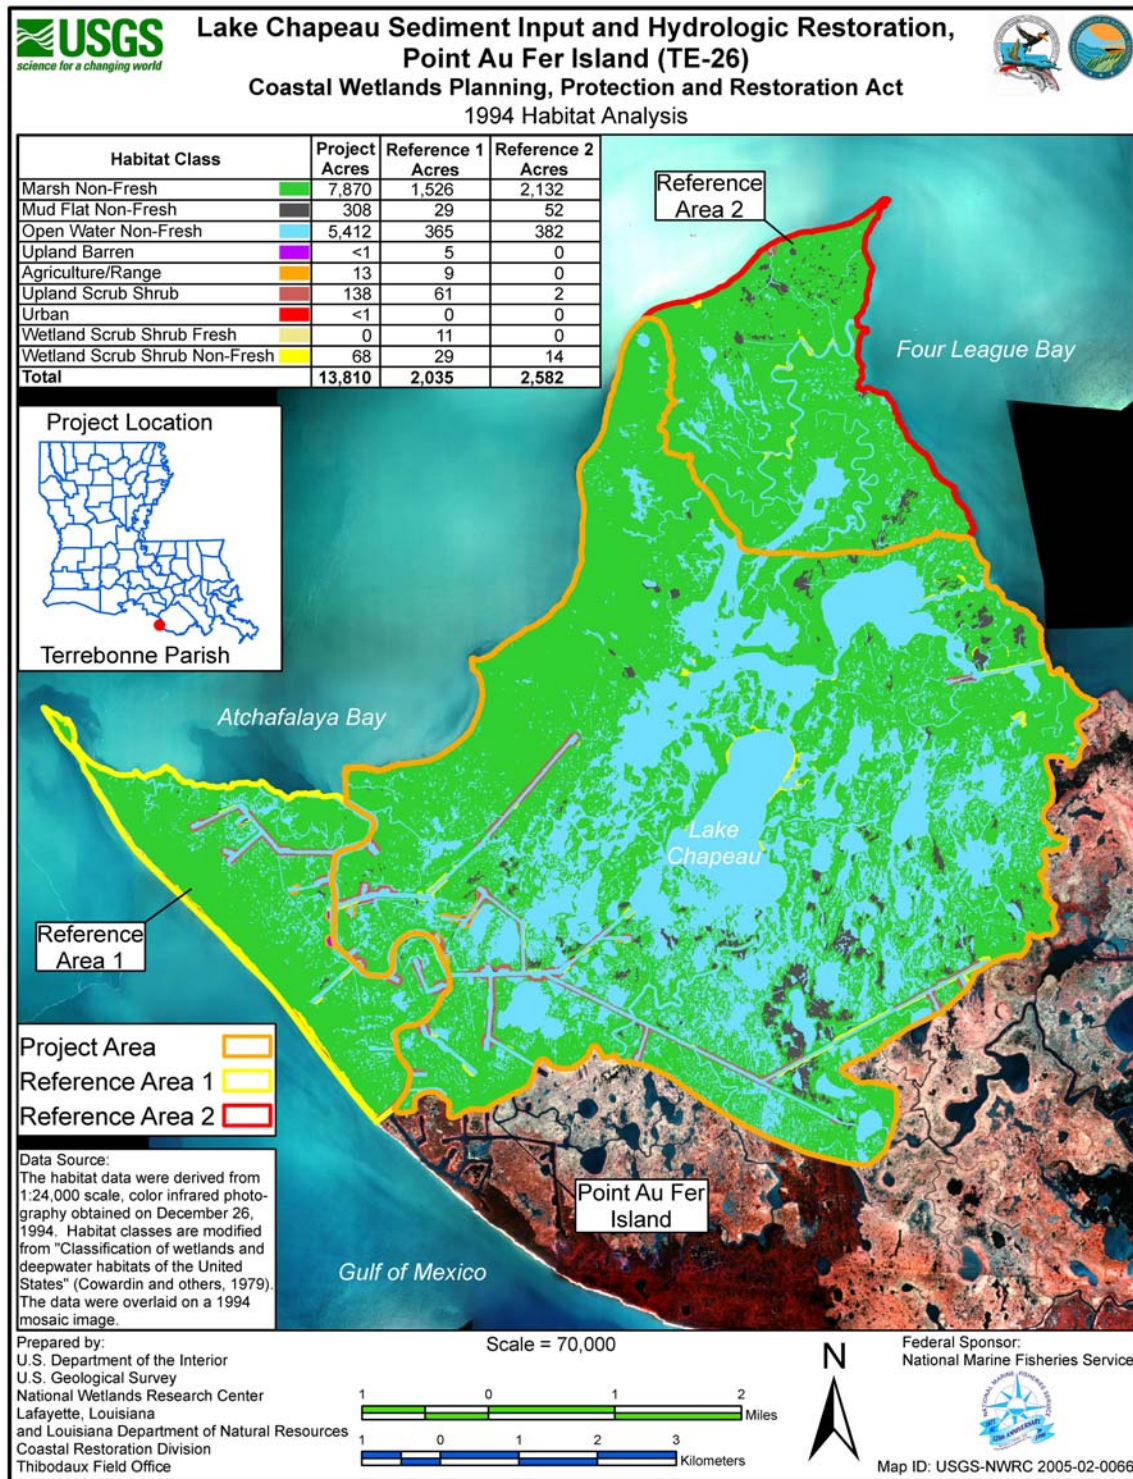 USGS
science for a changing world
Lake Chapeau Sediment Input and Hydrologic Restoration,
Point Au Fer Island (TE-26)
Coastal Wetlands Planning, Protection and Restoration Act
1994 Habitat Analysis
Habitat Class Project Acres Reference 1 Acres Reference 2 Acres
Marsh Non-Fresh 7,870 1,526 2,132
Mud Flat Non-Fresh 308 29 52
Open Water Non-Fresh 5,412 365 382
Upland Barren <1 5 0
Agriculture/Range 13 9 0
Upland Scrub Shrub 138 61 2
Urban <1 0 0
Wetland Scrub Shrub Fresh 0 11 0
Wetland Scrub Shrub Non-Fresh 68 29 14
Total 13,810 2,035 2,582
Reference
Area 2
Four League Bay
Project Location
Terrebonne Parish
Atchafalaya Bay
Lake
Chapeau
Reference
Area 1
Project Area
Reference Area 1
Reference Area 2
Point Au Fer
Island
Gulf of Mexico
Data Source:
The habitat data were derived from
1:24,000 scale, color infrared photo-
graphy obtained on December 26,
1994. Habitat classes are modified
from "Classification of wetlands and
deepwater habitats of the United
States" (Cowardin and others, 1979).
The data were overlaid on a 1994
mosaic image.
Prepared by:
U.S. Department of the Interior
U.S. Geological Survey
National Wetlands Research Center
Lafayette, Louisiana
and Louisiana Department of Natural Resources
Coastal Restoration Division
Thibodaux Field Office
Scale = 70,000
1 0 1 2
Miles
1 0 1 2 3
Kilometers
N
Federal Sponsor:
National Marine Fisheries Service
Map ID: USGS-NWRC 2005-02-0066